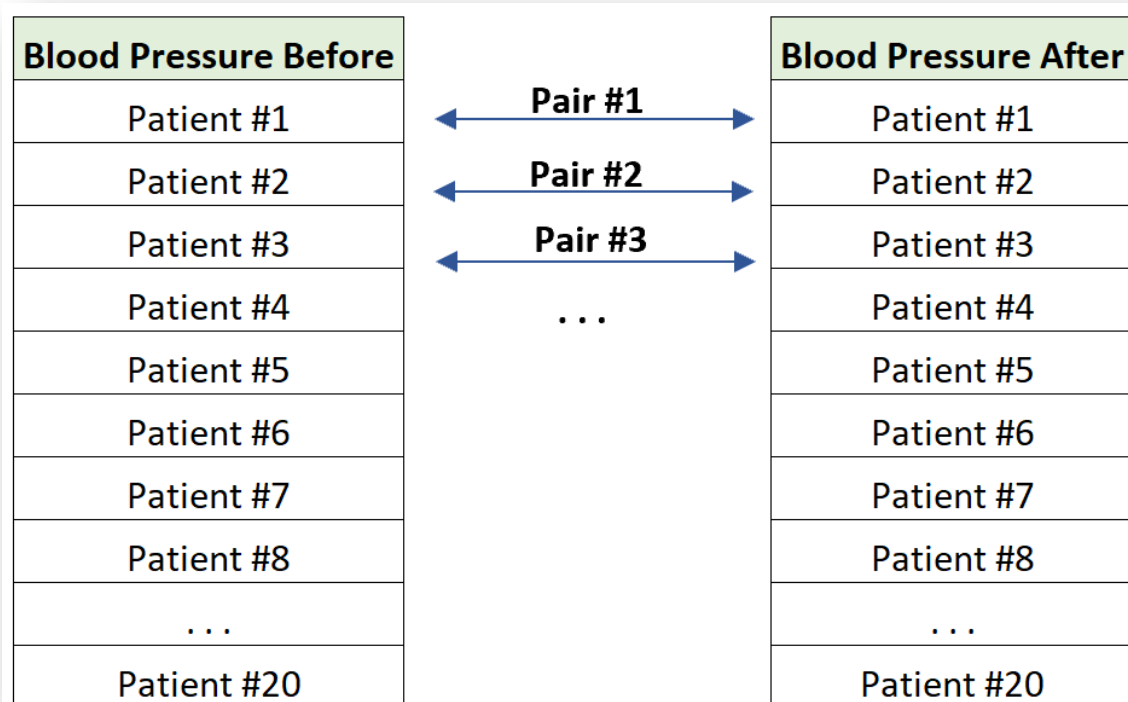 Blood Pressure Before
Blood Pressure After
Patient #1
Pair #1
Patient #1
Patient #2
Pair #2
Patient #2
Patient #3
Pair #3
Patient #3
Patient #4
. . .
Patient #4
Patient #5
Patient #5
Patient #6
Patient #6
Patient #7
Patient #7
Patient #8
Patient #8
. . .
. . .
Patient #20
Patient #20